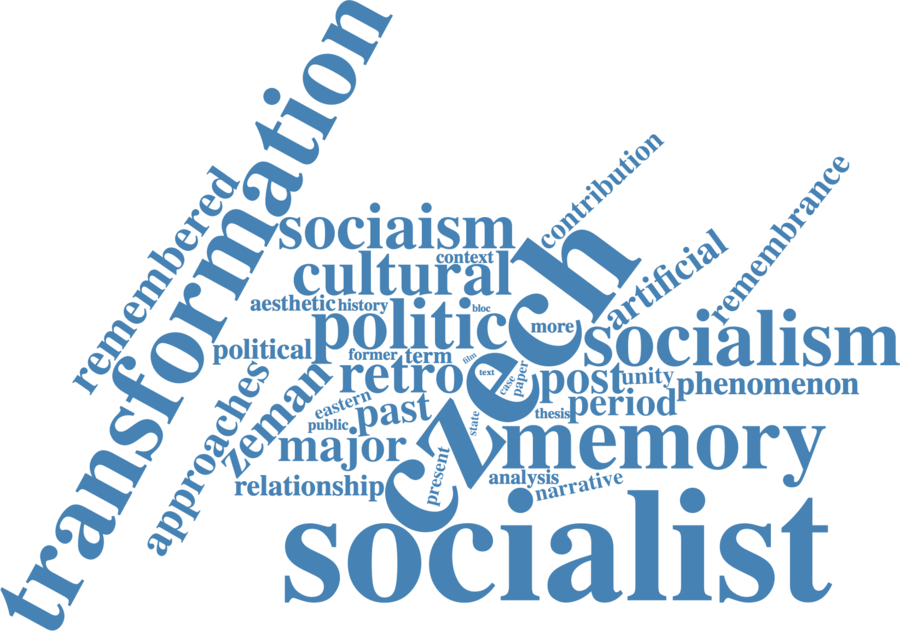 transformation
remembered
contribution
remembrance
sociaism
context
cultural
artificial
aesthetic
history
bloc
politic
more
czech
socialism
political
former
term
film
retro
text
case
paper
post
unity
phenomenon
approaches
zeman
eastern
past
public
state
thesis
period
major
memory
present
relationship
analysis
narrative
socialist